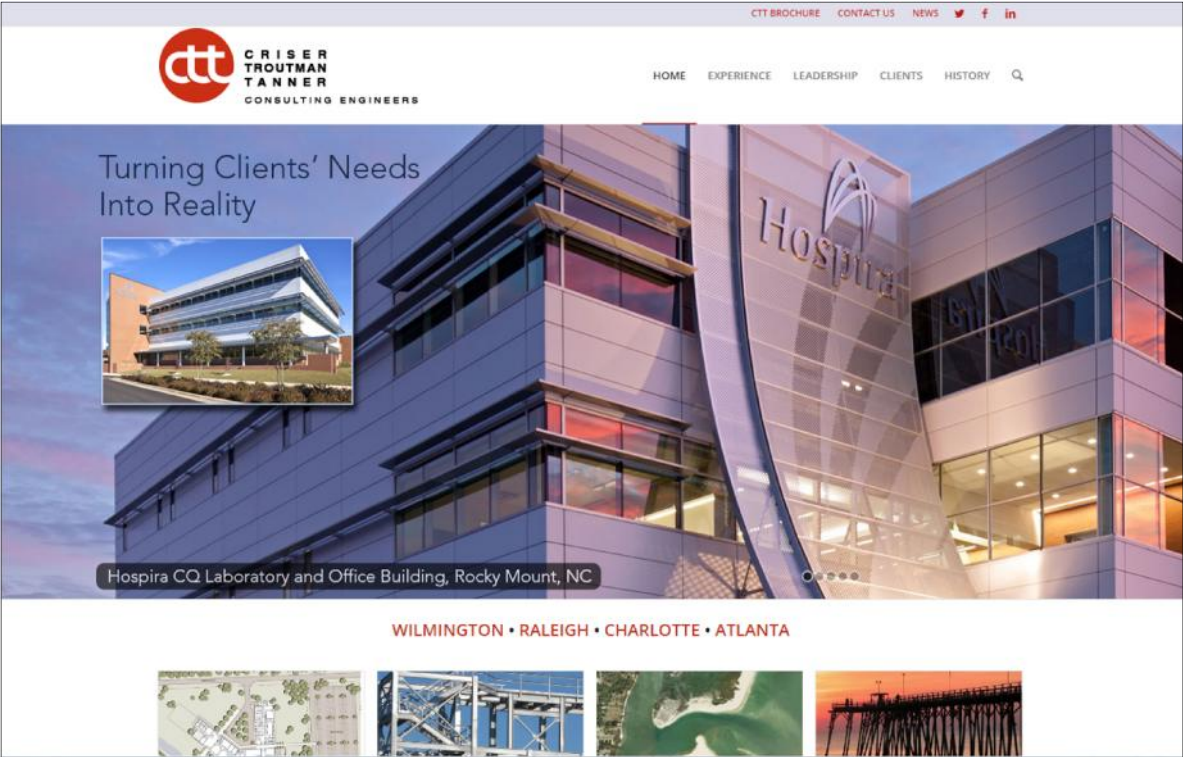 CTT BROCHURE CONTACT US NEWS
ctt
CRISER
TROUTMAN
TANNER
CONSULTING ENGINEERS
HOME EXPERIENCE LEADERSHIP CLIENTS HISTORY
Turning Clients' Needs
Into Reality
Hospira
Hospira
Hospira CQ Laboratory and Office Building, Rocky Mount, NC
WILMINGTON • RALEIGH • CHARLOTTE • ATLANTA